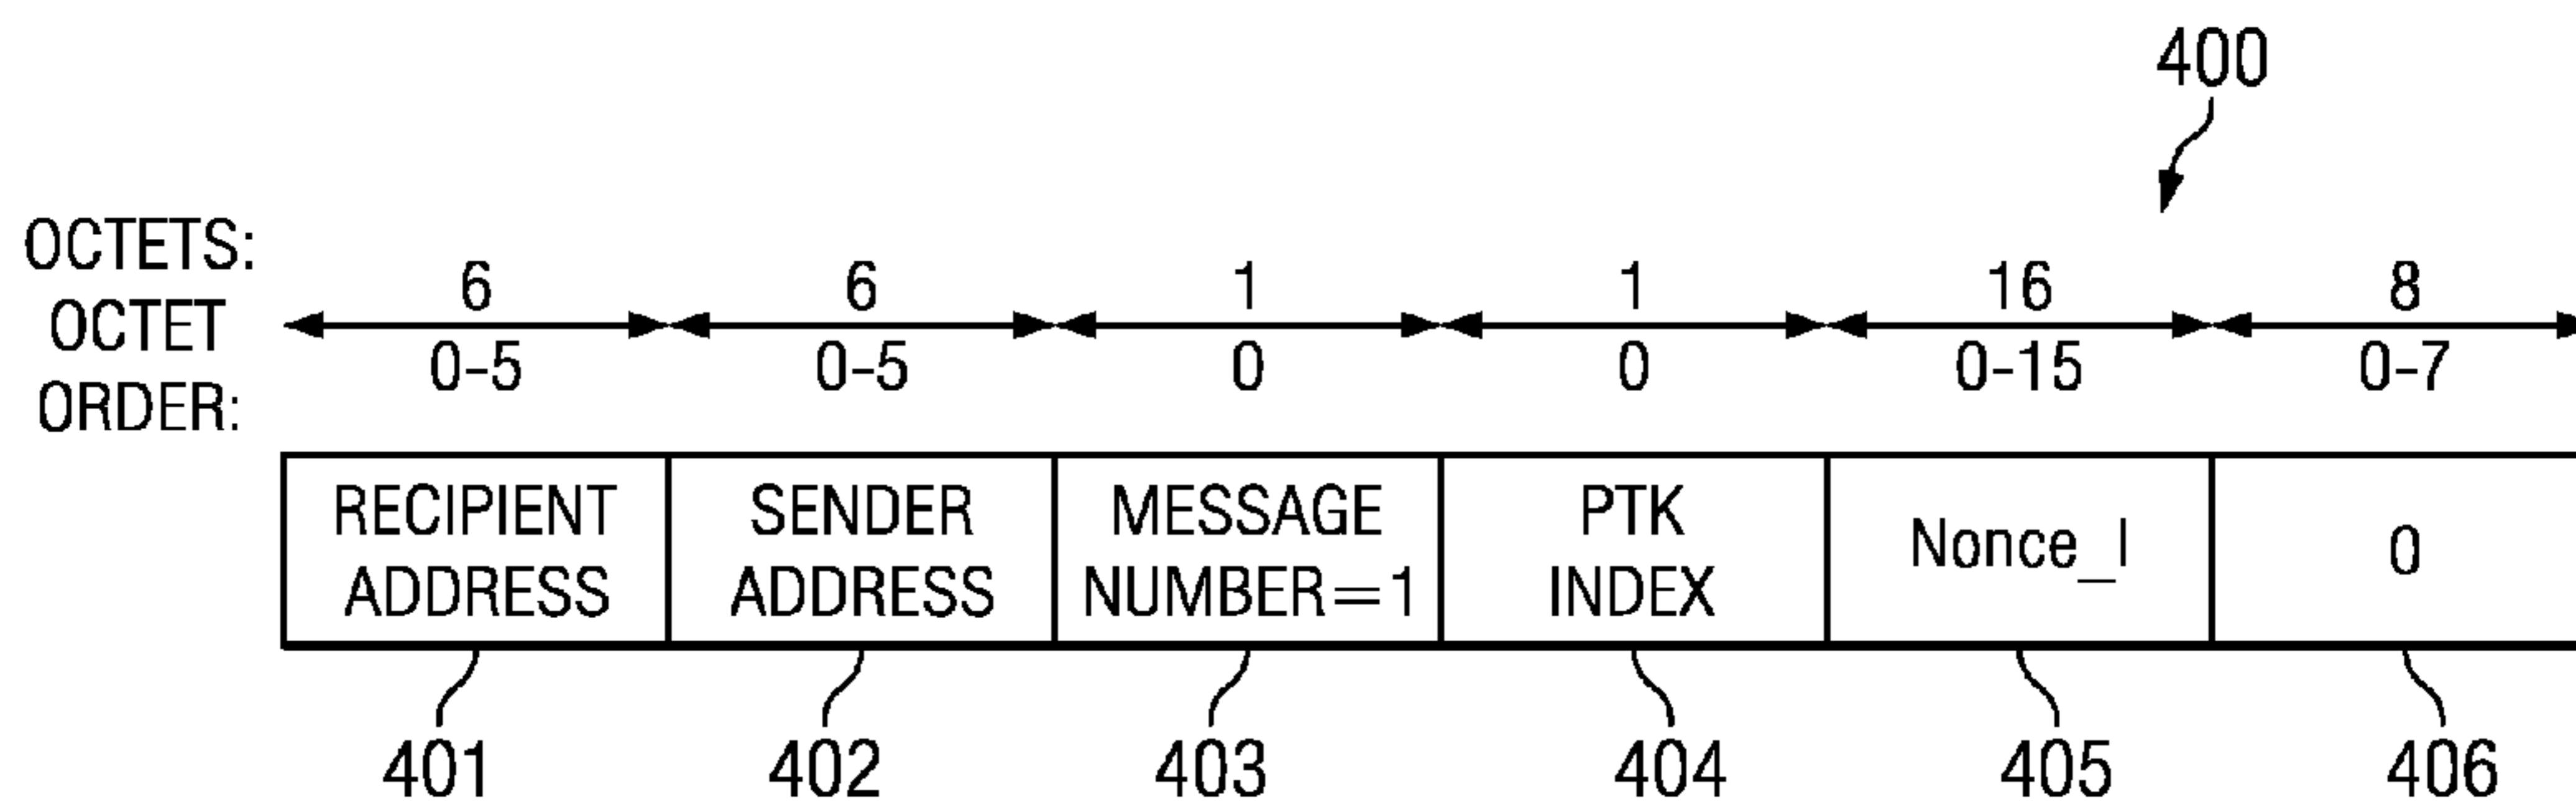 400
OCTETS:
6 6 1 1 16 8
OCTET
ORDER:
0-5 0-5 0 0 0-15 0-7
RECIPIENT ADDRESS
SENDER ADDRESS
MESSAGE NUMBER=1
PTK INDEX
Nonce_I
0
401 402 403 404 405 406